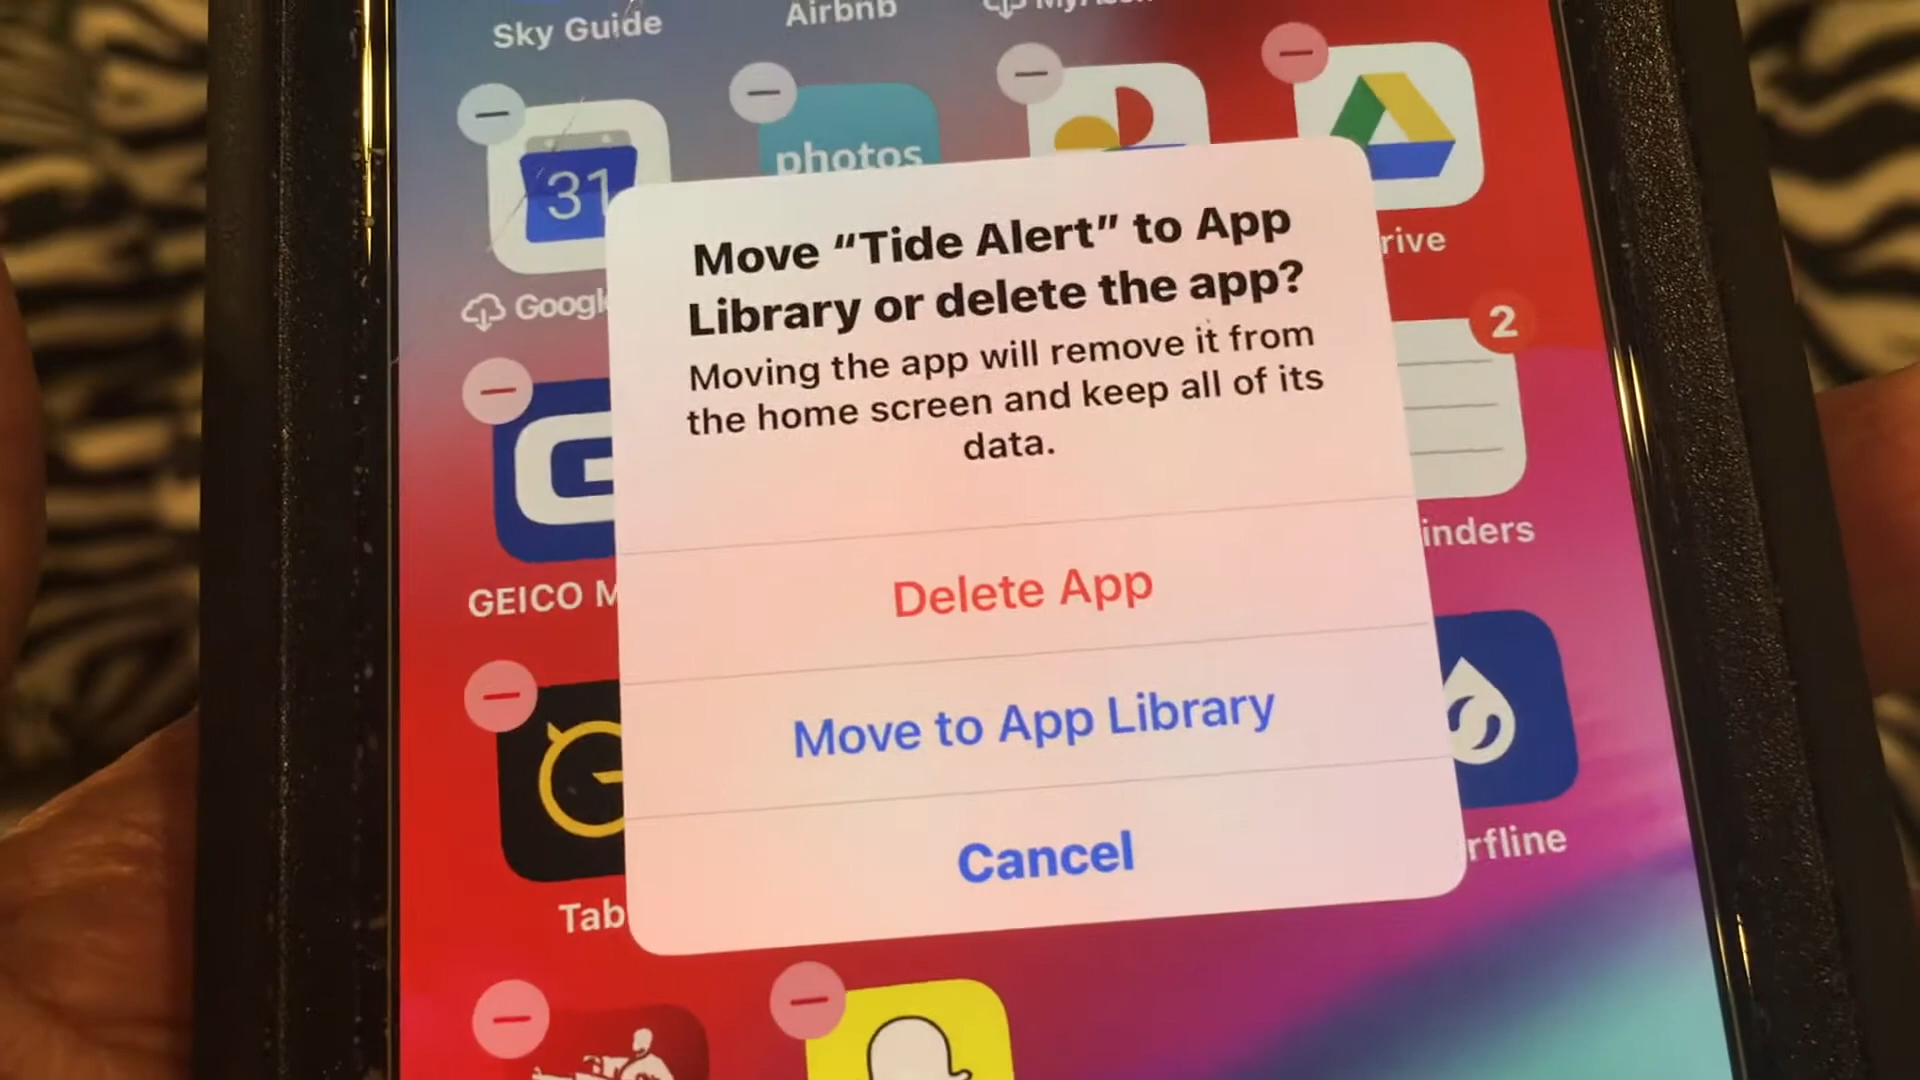 Sky Guide
Airbnb
31
photos
Googl
rive
Move “Tide Alert” to App
Library or delete the app?
Moving the app will remove it from
the home screen and keep all of its
data.
2
inders
GEICO M
Delete App
Move to App Library
Cancel
rfline
Tab